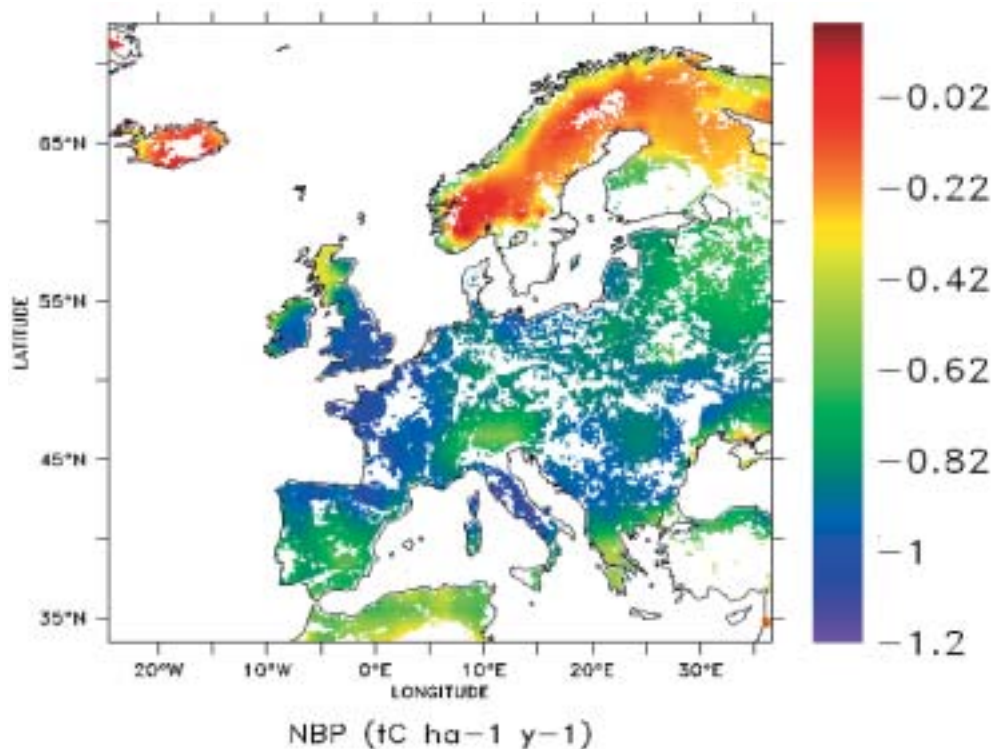 65°N
55°N
45°N
35°N
LATITUDE
20°W 10°W 0°E 10°E 20°E 30°E
LONGITUDE
NBP (tC ha-1 y-1)
-0.02
-0.22
-0.42
-0.62
-0.82
-1
-1.2